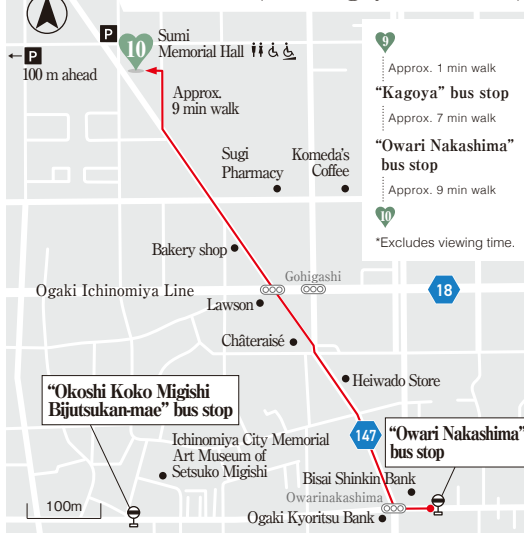 P
P
100 m ahead
10
Sumi
Memorial Hall
Approx.
9 min walk
9
Approx. 1 min walk
“Kagoya” bus stop
Approx. 7 min walk
“Owari Nakashima”
bus stop
Approx. 9 min walk
10
*Excludes viewing time.
Sugi
Pharmacy
Komeda's
Coffee
Bakery shop
Gohigashi
Ogaki Ichinomiya Line
18
Lawson
Châteraisé
Heiwado Store
“Okoshi Koko Migishi
Bijutsukan-mae” bus stop
147
“Owari Nakashima”
bus stop
Ichinomiya City Memorial
Art Museum of
Setsuko Migishi
Bisai Shinkin Bank
Owarinakashima
100m
Ogaki Kyoritsu Bank